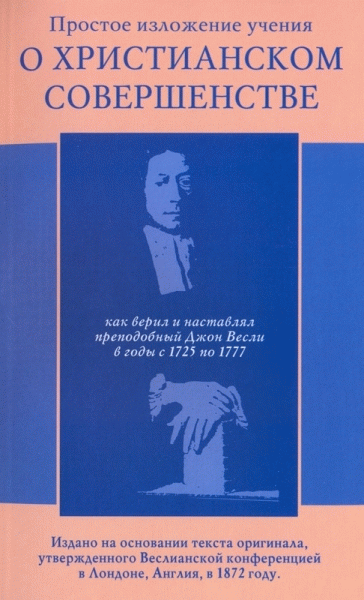 Простое изложение учения
О ХРИСТИАНСКОМ
СОВЕРШЕНСТВЕ
как верил и наставлял
преподобный Джон Весли
в годы с 1725 по 1777
Издано на основании текста оригинала,
утвержденного Веслианской конференцией
в Лондоне, Англия, в 1872 году.